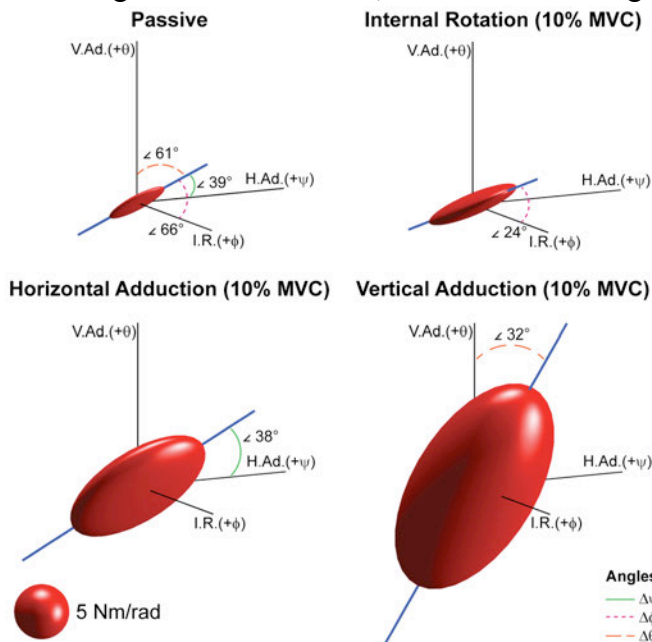 Passive
Internal Rotation (10% MVC)
V.Ad.(+θ)
∠ 61°
∠ 39°
H.Ad.(+ψ)
∠ 66°
I.R.(+ϕ)
V.Ad.(+θ)
H.Ad.(+ψ)
∠ 24°
I.R.(+ϕ)
Horizontal Adduction (10% MVC)
Vertical Adduction (10% MVC)
V.Ad.(+θ)
∠ 38°
H.Ad.(+ψ)
I.R.(+ϕ)
V.Ad.(+θ)
∠ 32°
H.Ad.(+ψ)
I.R.(+ϕ)
5 Nm/rad
Angles